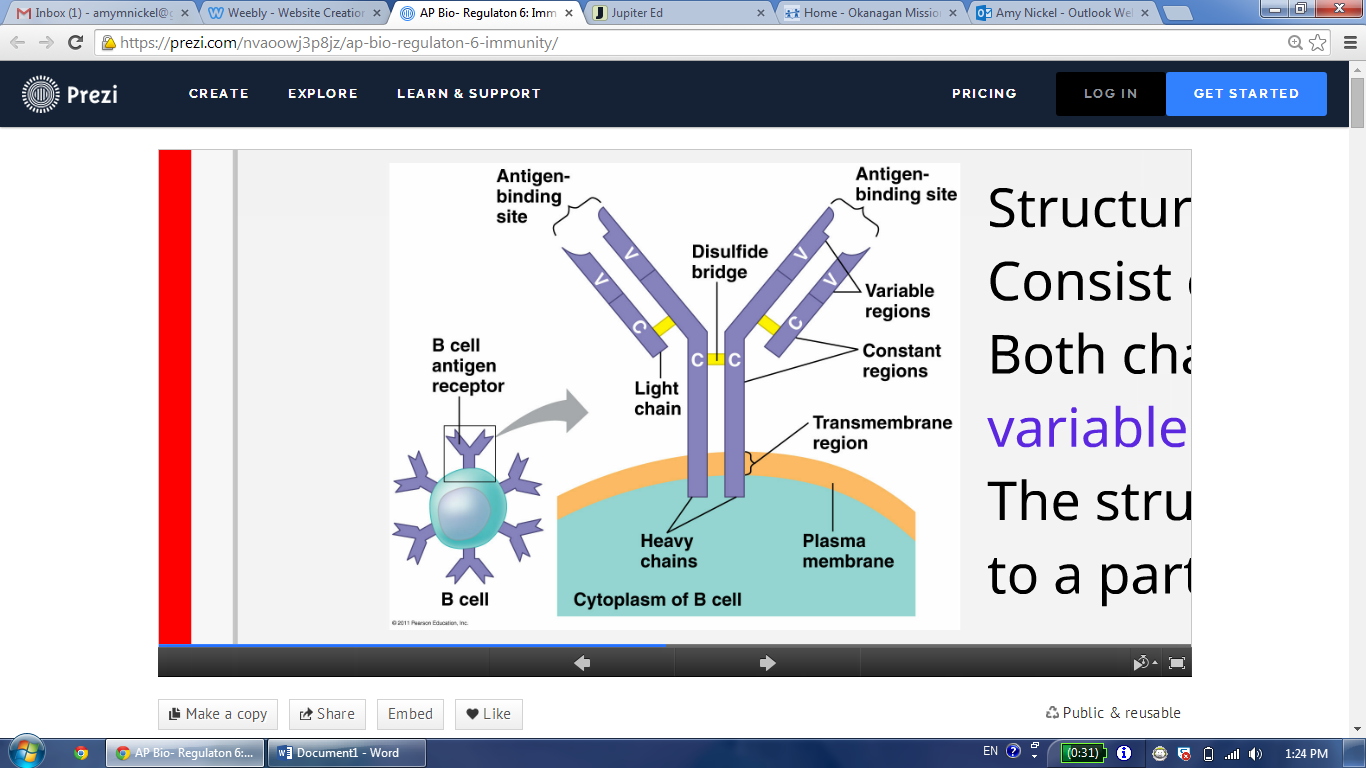 Inbox (1) - amymnickel@g
Weebly - Website Creation
AP Bio- Regulaton 6: Imm
Jupiter Ed
Home - Okanagan Missio
Amy Nickel - Outlook We
https://prezi.com/nvaoowj3p8jz/ap-bio-regulaton-6-immunity/
Prezi
CREATE
EXPLORE
LEARN & SUPPORT
PRICING
LOG IN
GET STARTED
Antigen-
binding
site
Antigen-
binding site
V
V
C
C
Disulfide
bridge
V
V
C
C
Variable
regions
Constant
regions
Light
chain
B cell
antigen
receptor
Transmembrane
region
Heavy
chains
Plasma
membrane
B cell
Cytoplasm of B cell
© 2011 Pearson Education, Inc.
Structur
Consist
Both cha
variable
The stru
to a part
Make a copy
Share
Embed
Like
Public & reusable
AP Bio- Regulaton 6:...
Document1 - Word
EN
(0:31)
1:24 PM